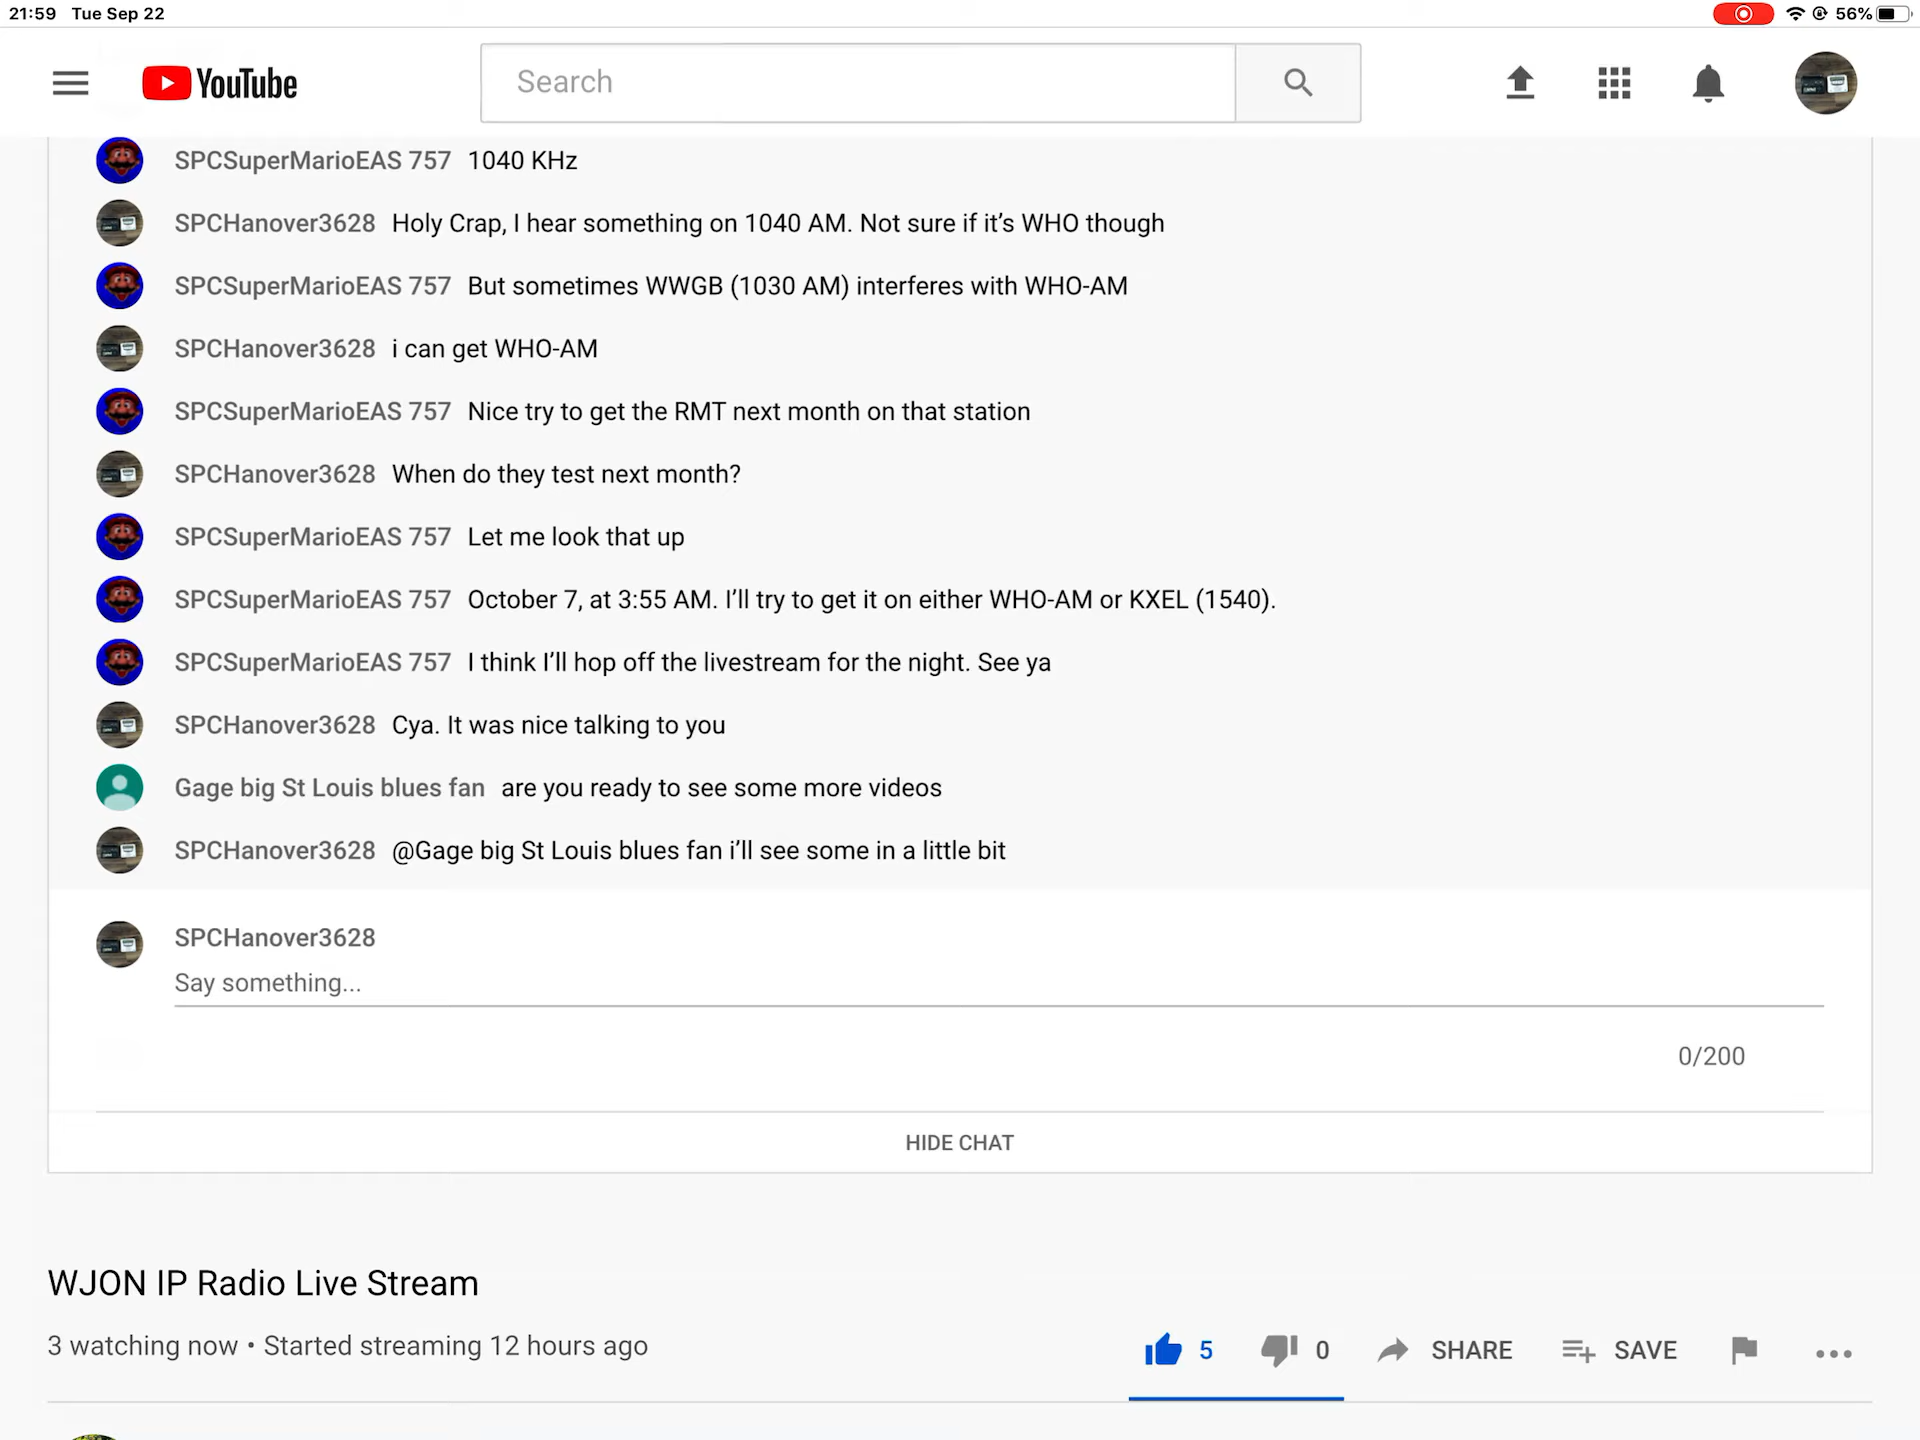 21:59 Tue Sep 22
56%
YouTube
Search
SPCSuperMarioEAS 757 1040 KHz
SPCHanover3628 Holy Crap, I hear something on 1040 AM. Not sure if it’s WHO though
SPCSuperMarioEAS 757 But sometimes WWGB (1030 AM) interferes with WHO-AM
SPCHanover3628 i can get WHO-AM
SPCSuperMarioEAS 757 Nice try to get the RMT next month on that station
SPCHanover3628 When do they test next month?
SPCSuperMarioEAS 757 Let me look that up
SPCSuperMarioEAS 757 October 7, at 3:55 AM. I’ll try to get it on either WHO-AM or KXEL (1540).
SPCSuperMarioEAS 757 I think I’ll hop off the livestream for the night. See ya
SPCHanover3628 Cya. It was nice talking to you
Gage big St Louis blues fan are you ready to see some more videos
SPCHanover3628 @Gage big St Louis blues fan i’ll see some in a little bit
SPCHanover3628
Say something...
0/200
HIDE CHAT
WJON IP Radio Live Stream
3 watching now • Started streaming 12 hours ago
5 0 SHARE SAVE